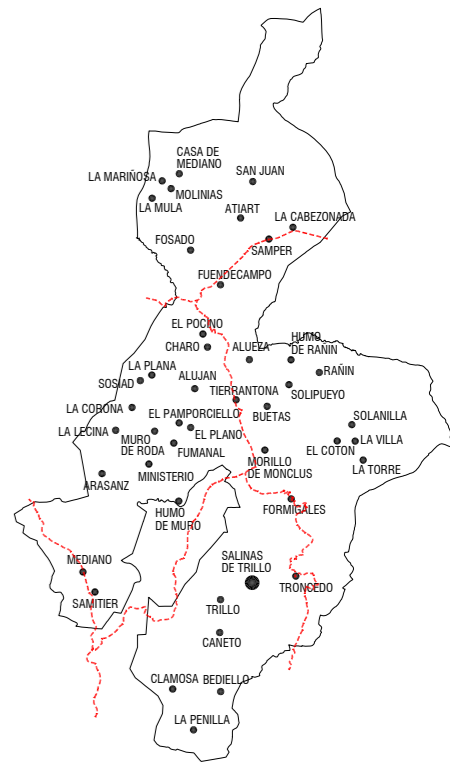 CASA DE
MEDIANO
LA MARIÑOSA
SAN JUAN
MOLINIAS
LA MULA
ATIART
LA CABEZONADA
FOSADO
SAMPER
FUENDECAMPO
EL POCINO
CHARO
ALUEZA
HUMO
DE RAÑIN
LA PLANA
RAÑIN
SOSIAD
ALUJAN
SOLIPUEYO
TIERRANTONA
LA CORONA
BUETAS
EL PAMPORCIELLO
SOLANILLA
LA LECINA
MURO
DE RODA
EL PLANO
FUMANAL
EL COTON
LA VILLA
MORILLO
DE MONCLUS
LA TORRE
ARASANZ
MINISTERIO
HUMO
DE MURO
FORMIGALES
SALINAS
DE TRILLO
MEDIANO
TRONCEDO
SAMITIER
TRILLO
CANETO
CLAMOSA
BEDIELLO
LA PENILLA